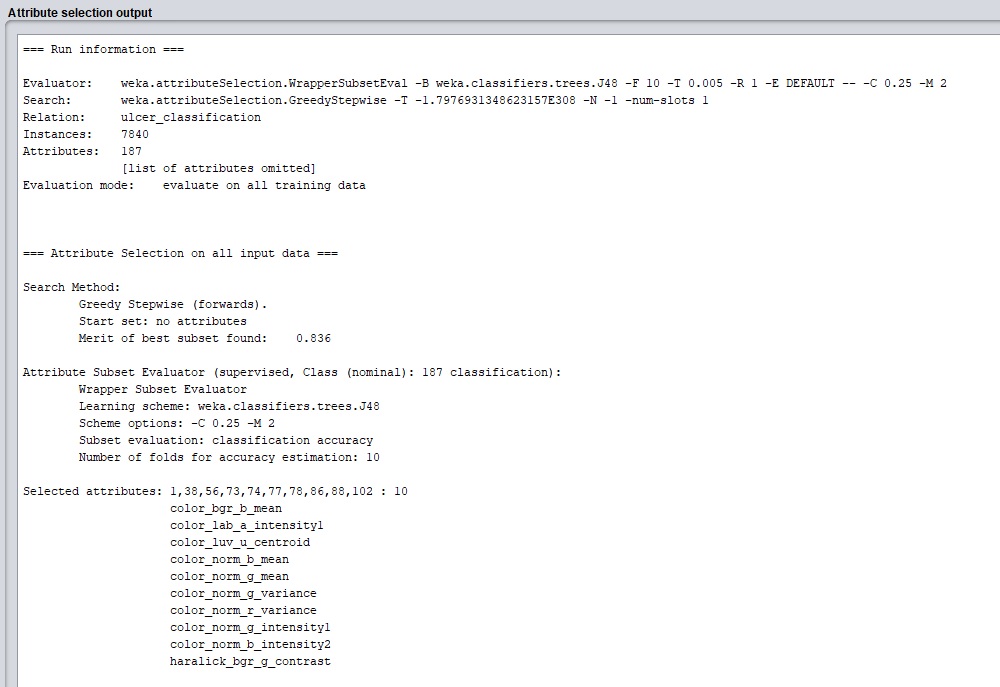 Attribute selection output
=== Run information ===
Evaluator:    weka.attributeSelection.WrapperSubsetEval -B weka.classifiers.trees.J48 -F 10 -T 0.005 -R 1 -E DEFAULT -- -C 0.25 -M 2
Search:       weka.attributeSelection.GreedyStepwise -T -1.7976931348623157E308 -N -1 -num-slots 1
Relation:     ulcer_classification
Instances:    7840
Attributes:   187
              [list of attributes omitted]
Evaluation mode:    evaluate on all training data
=== Attribute Selection on all input data ===
Search Method:
        Greedy Stepwise (forwards).
        Start set: no attributes
        Merit of best subset found:    0.836
Attribute Subset Evaluator (supervised, Class (nominal): 187 classification):
        Wrapper Subset Evaluator
        Learning scheme: weka.classifiers.trees.J48
        Scheme options: -C 0.25 -M 2
        Subset evaluation: classification accuracy
        Number of folds for accuracy estimation: 10
Selected attributes: 1,38,56,73,74,77,78,86,88,102 : 10
                     color_bgr_b_mean
                     color_lab_a_intensity1
                     color_luv_u_centroid
                     color_norm_b_mean
                     color_norm_g_mean
                     color_norm_g_variance
                     color_norm_r_variance
                     color_norm_g_intensity1
                     color_norm_b_intensity2
                     haralick_bgr_g_contrast